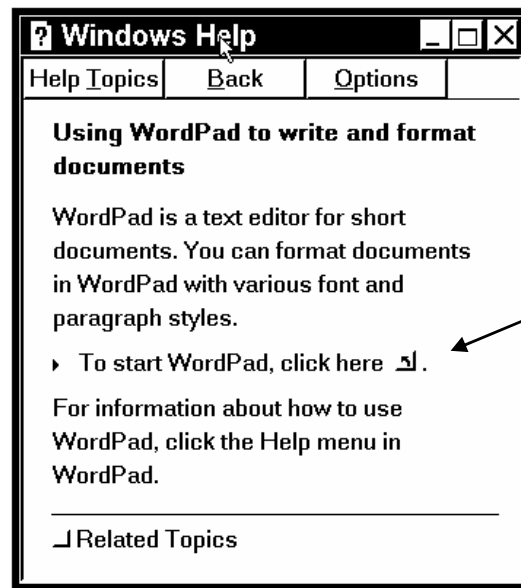 Windows Help
Help Topics Back Options
Using WordPad to write and format
documents
WordPad is a text editor for short
documents. You can format documents
in WordPad with various font and
paragraph styles.
To start WordPad, click here .
For information about how to use
WordPad, click the Help menu in
WordPad.
Related Topics